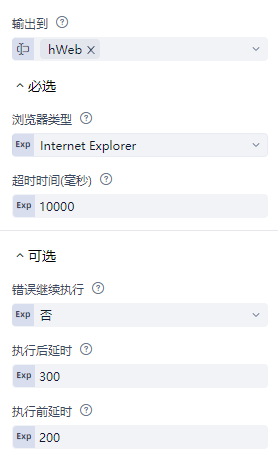 输出到
hWeb
必选
浏览器类型
Exp Internet Explorer
超时时间(毫秒)
Exp 10000
可选
错误继续执行
Exp 否
执行后延时
Exp 300
执行前延时
Exp 200